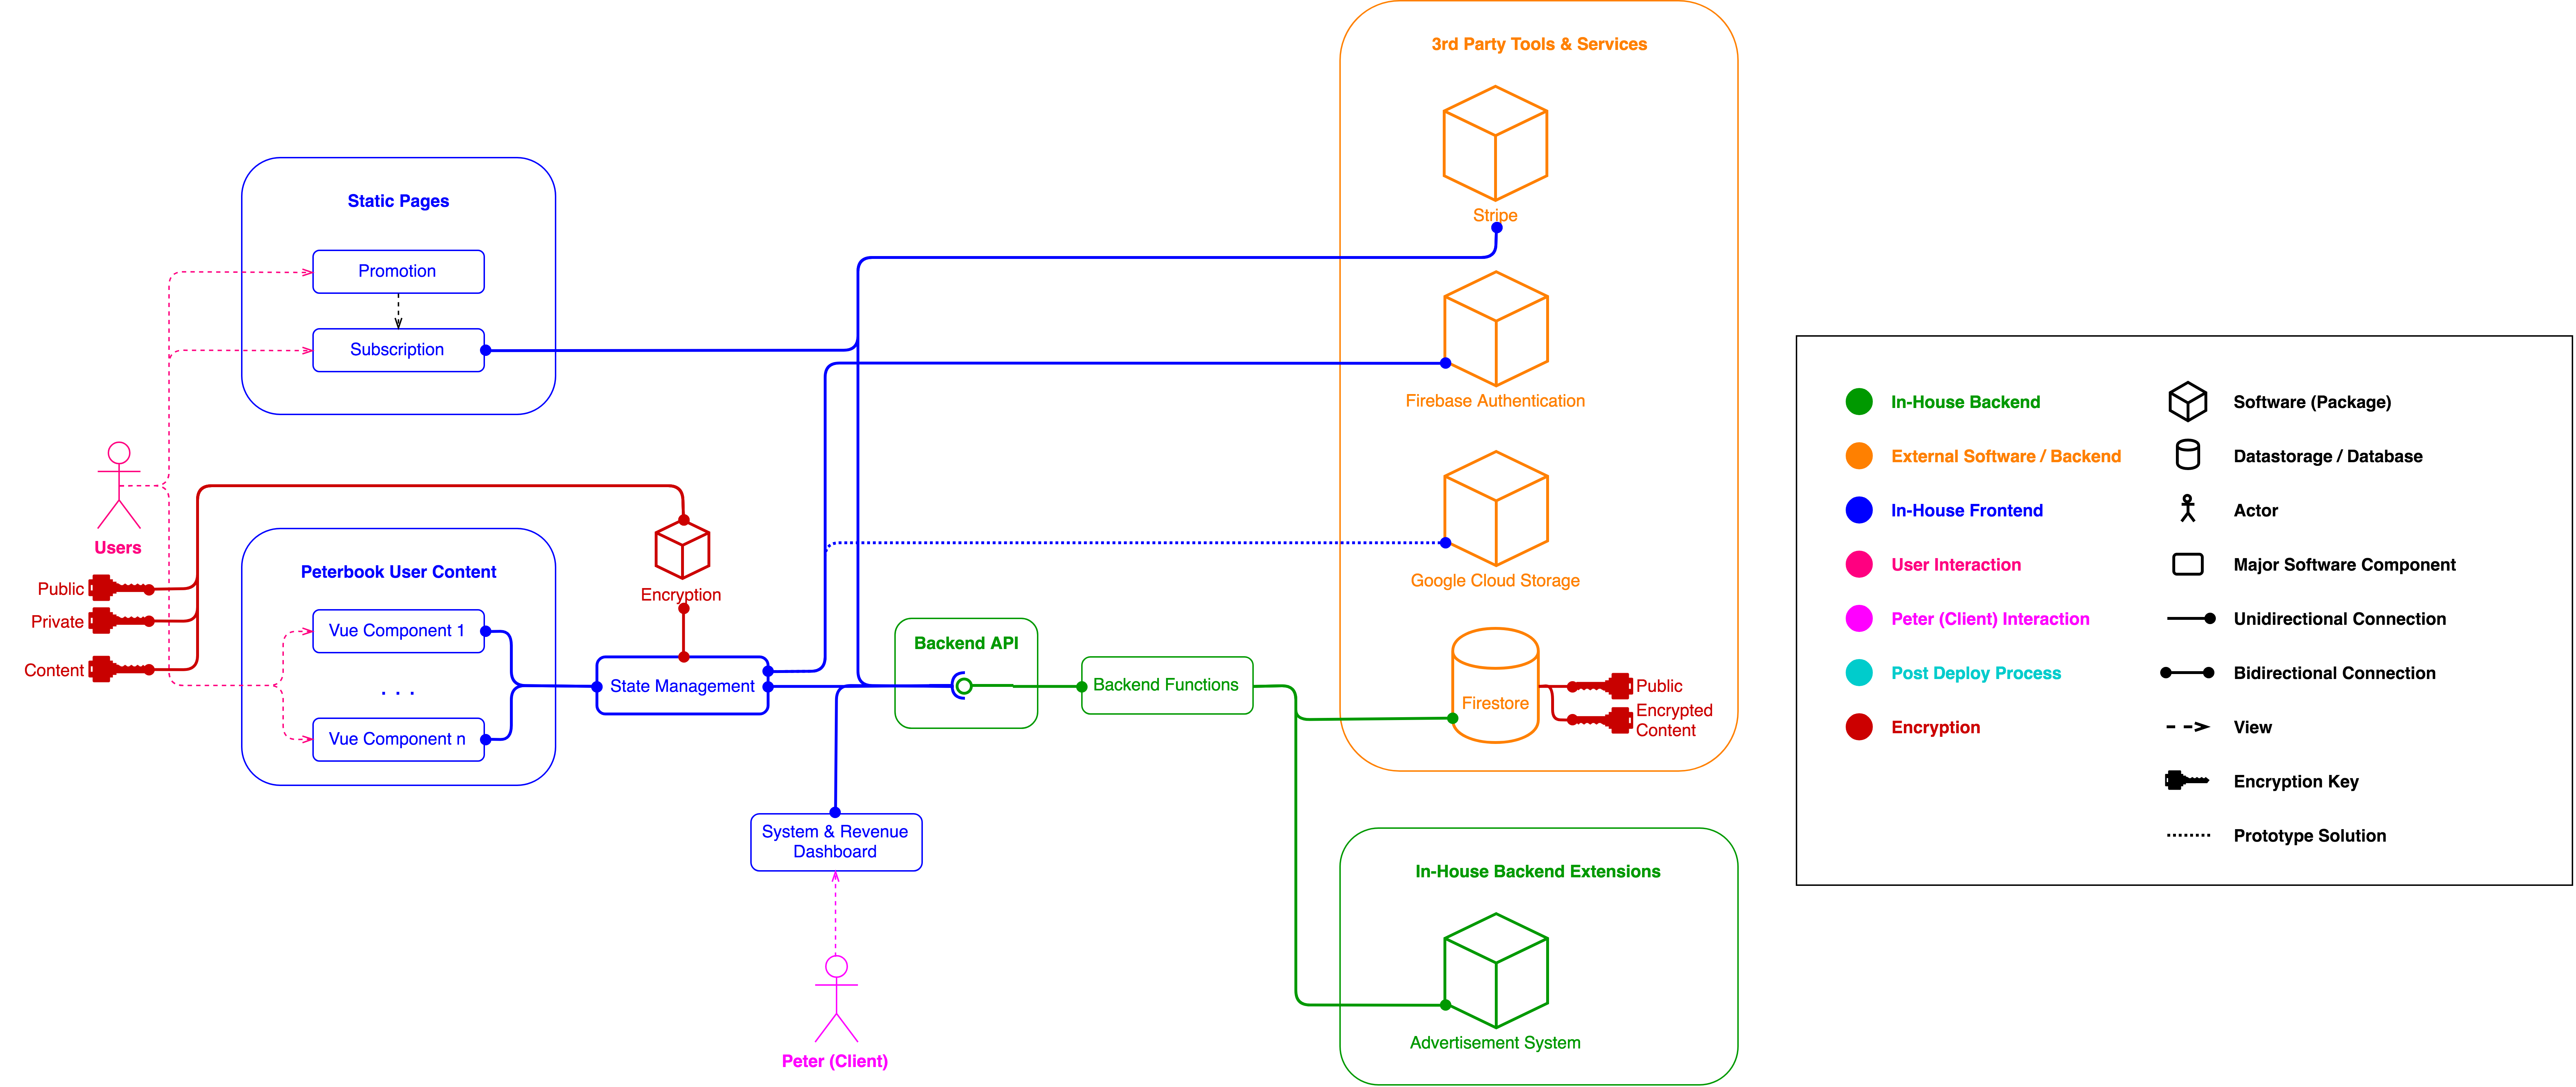 3rd Party Tools & Services
Stripe
Firebase Authentication
Google Cloud Storage
Firestore
Public
Encrypted
Content
Static Pages
Promotion
Subscription
Users
Public
Private
Content
Peterbook User Content
Vue Component 1
. . .
Vue Component n
Encryption
State Management
Backend API
Backend Functions
System & Revenue
Dashboard
Peter (Client)
In-House Backend Extensions
Advertisement System
In-House Backend
External Software / Backend
In-House Frontend
User Interaction
Peter (Client) Interaction
Post Deploy Process
Encryption
Software (Package)
Datastorage / Database
Actor
Major Software Component
Unidirectional Connection
Bidirectional Connection
View
Encryption Key
Prototype Solution